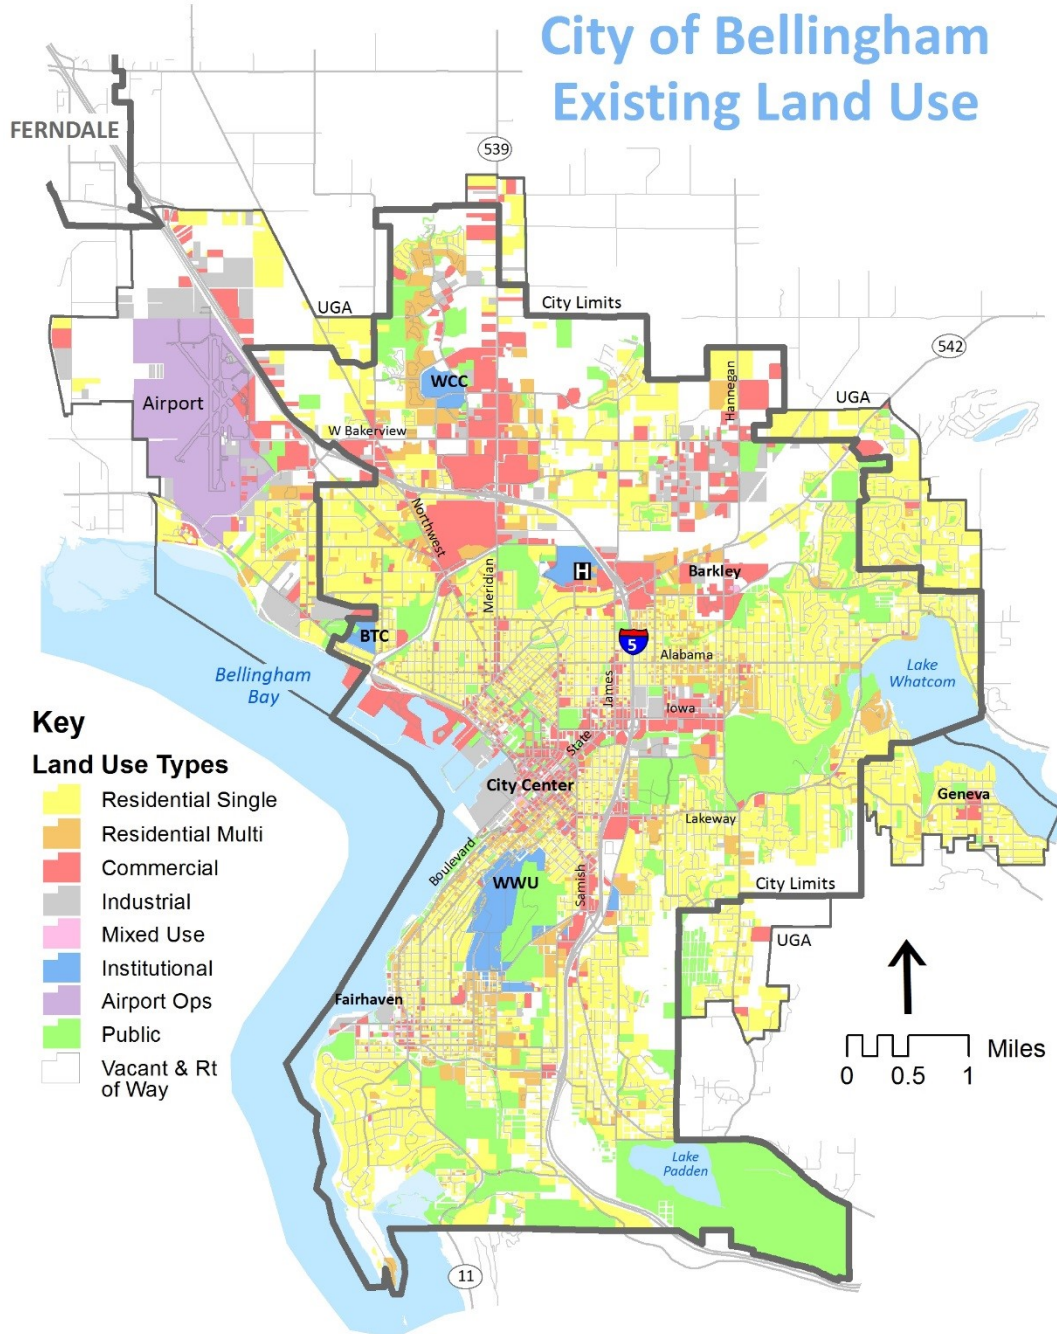 City of Bellingham
Existing Land Use
FERNDALE
539
UGA
City Limits
542
WCC
Hannegan
UGA
Airport
W Bakerview
Northwest
H
Barkley
Meridian
BTC
5
Alabama
Lake
Whatcom
Bellingham
Bay
James
Iowa
State
City Center
Geneva
Lakeway
Boulevard
WWU
Samish
City Limits
UGA
Fairhaven
Lake
Padden
11
Key
Land Use Types
Residential Single
Residential Multi
Commercial
Industrial
Mixed Use
Institutional
Airport Ops
Public
Vacant & Rt
of Way
Miles
0 0.5 1